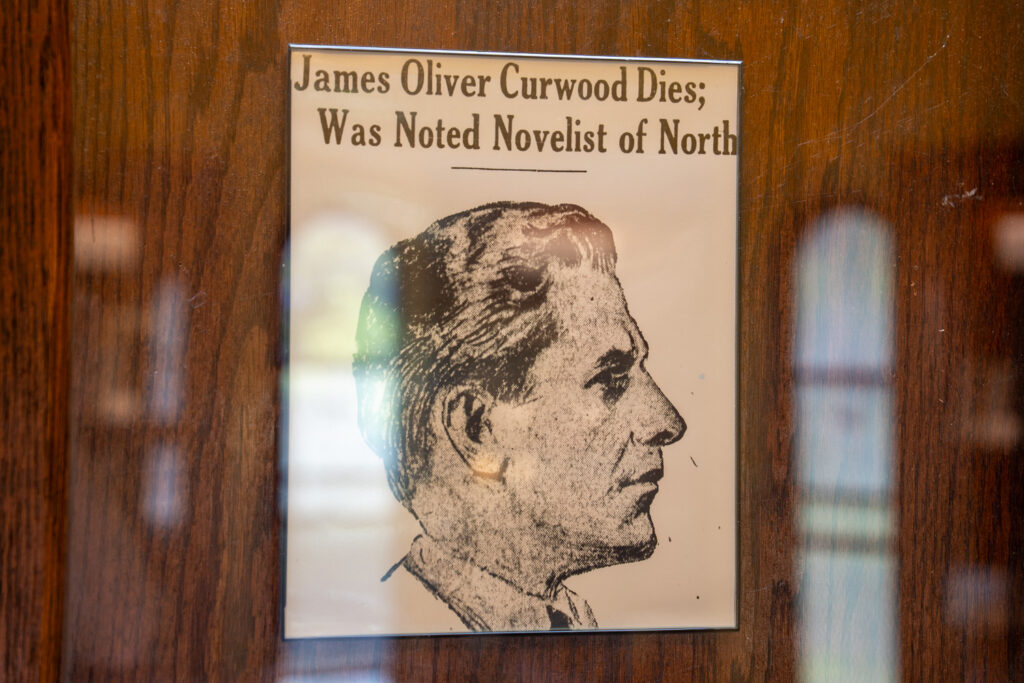 James Oliver Curwood Dies;
Was Noted Novelist of North